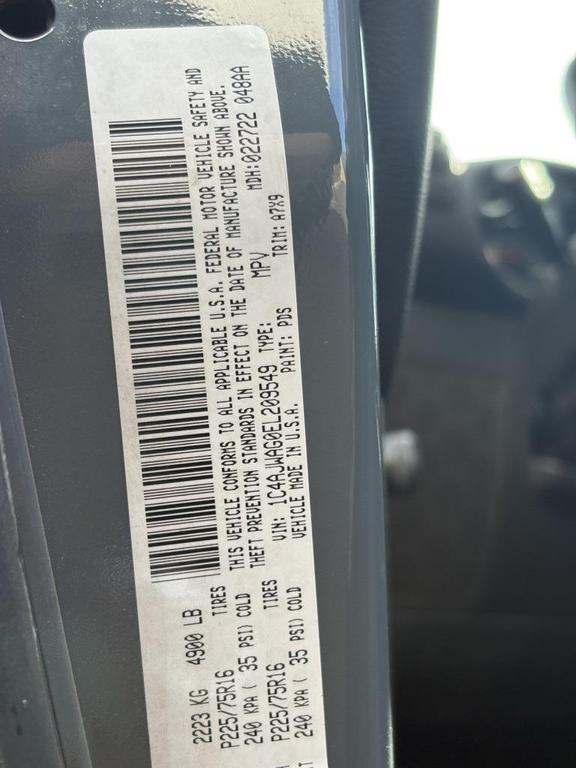 2223 KG 4900 LB
P225/75R16 TIRES
240 KPA ( 35 PSI) COLD
P225/75R16 TIRES
240 KPA ( 35 PSI) COLD
THIS VEHICLE CONFORMS TO ALL APPLICABLE U.S.A. FEDERAL MOTOR VEHICLE SAFETY AND
THEFT PREVENTION STANDARDS IN EFFECT ON THE DATE OF MANUFACTURE SHOWN ABOVE.
MDH:022722 048AA
VIN: 1C4AJWAG0EL209549 TYPE: MPV
VEHICLE MADE IN U.S.A. PAINT: PDS TRIM: A7X9